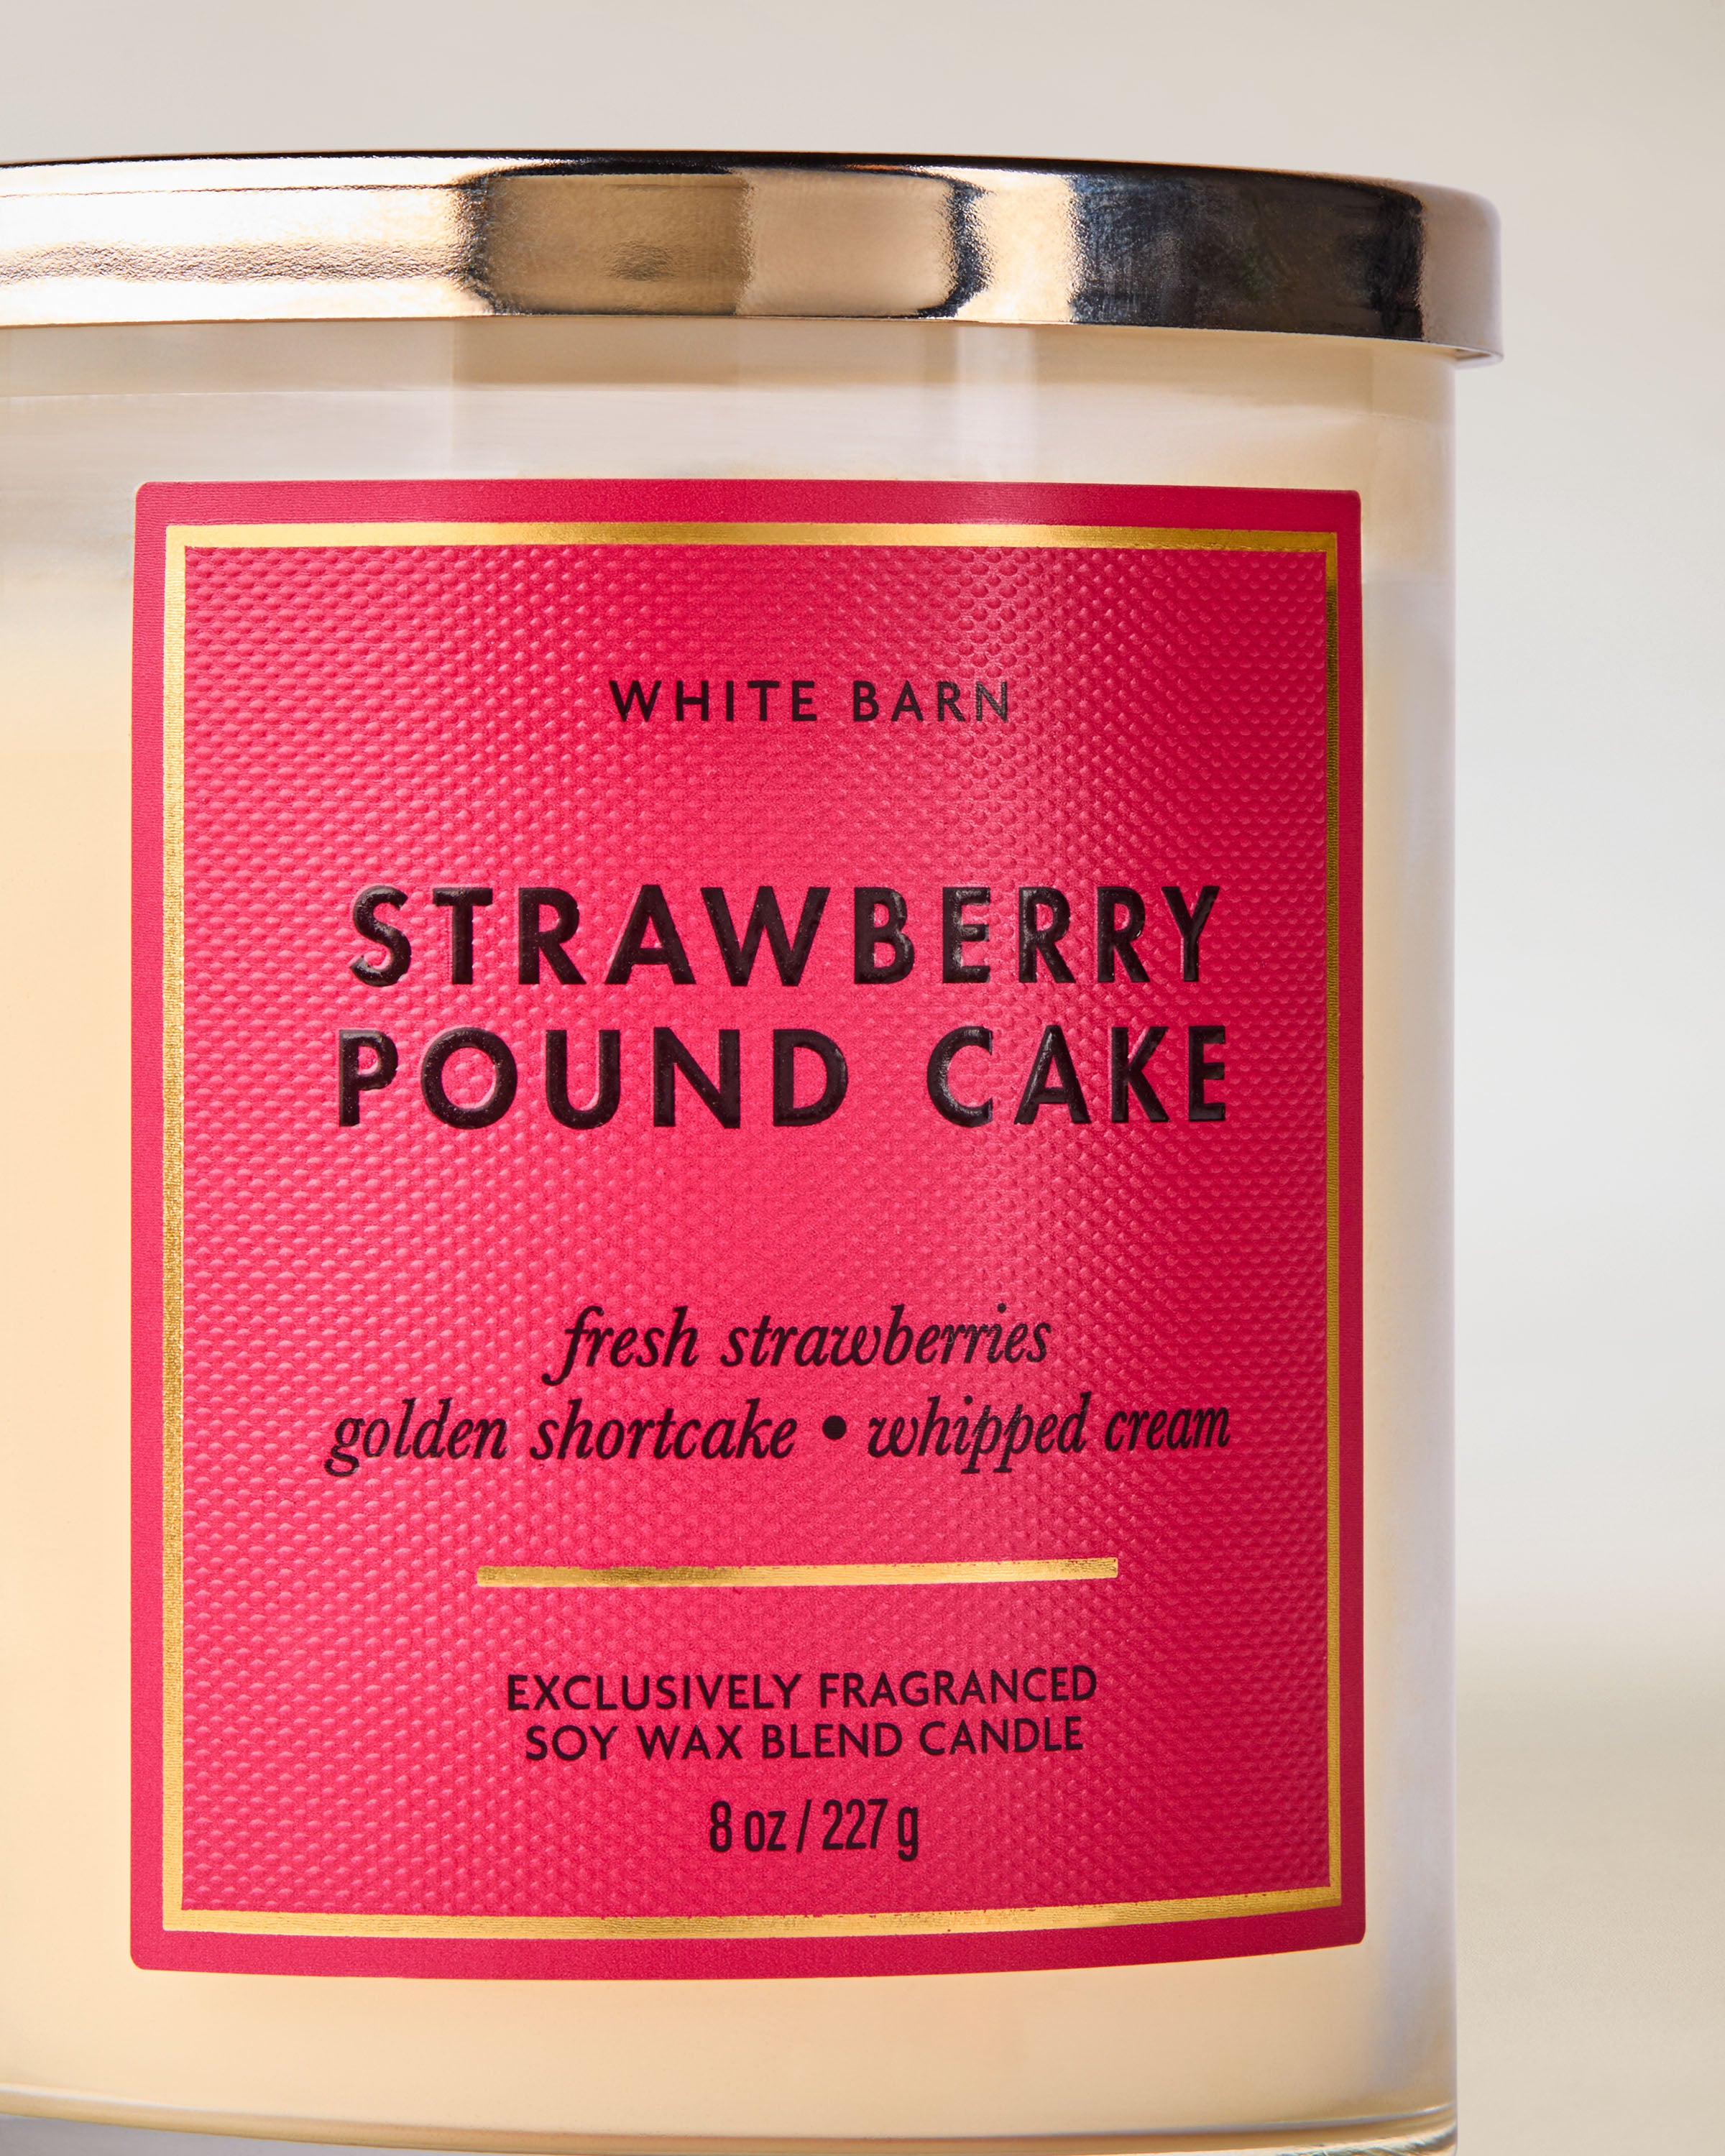 WHITE BARN
STRAWBERRY
POUND CAKE
fresh strawberries
golden shortcake • whipped cream
EXCLUSIVELY FRAGRANCED
SOY WAX BLEND CANDLE
8 oz / 227 g